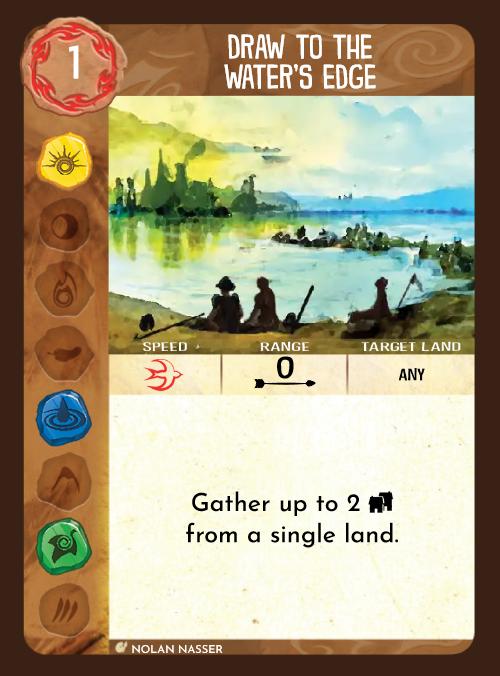 1
DRAW TO THE
WATER'S EDGE
SPEED
RANGE
TARGET LAND
0
ANY
Gather up to 2
from a single land.
NOLAN NASSER